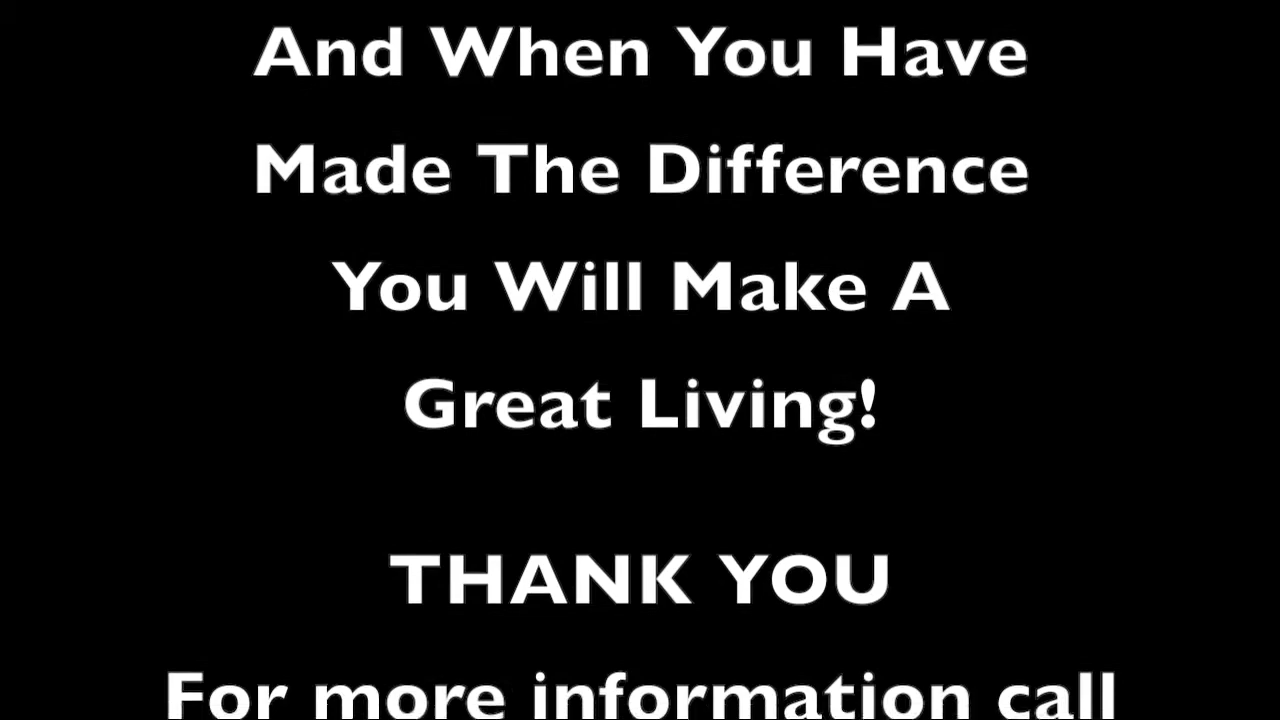 And When You Have
Made The Difference
You Will Make A
Great Living!
THANK YOU
For more information call